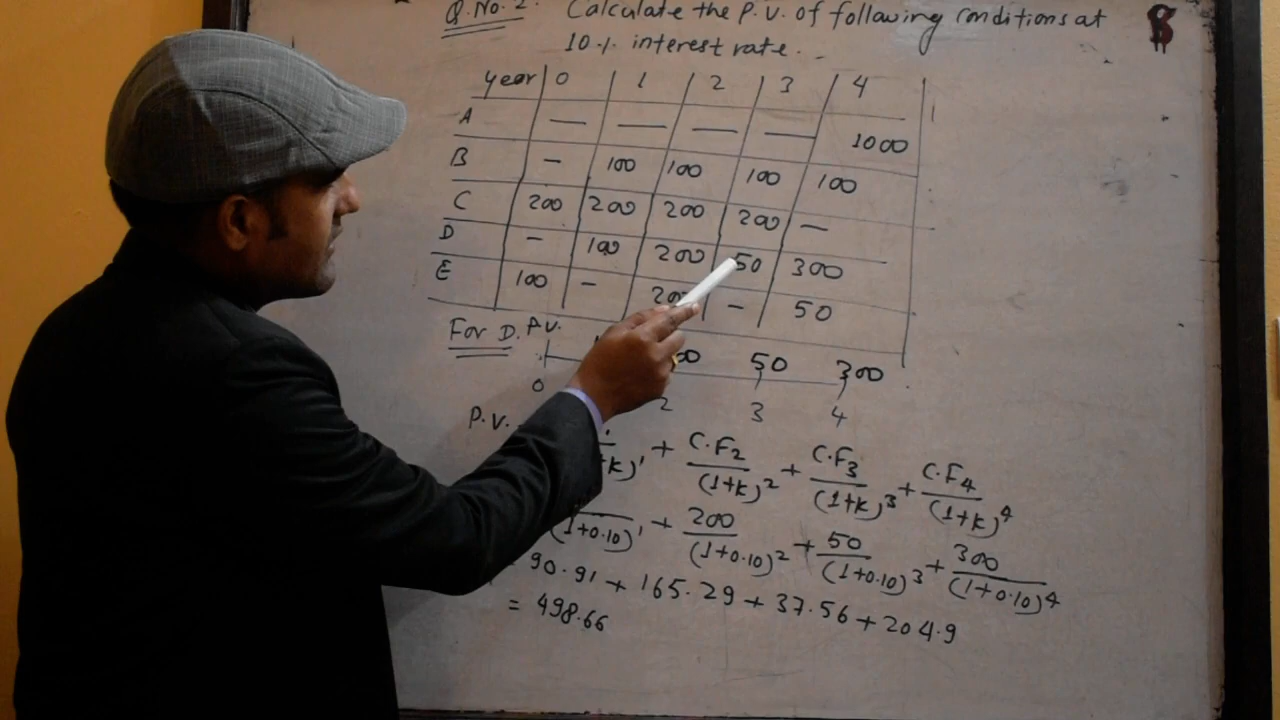 Q.No. 2. Calculate the P.V. of following conditions at
10% interest rate.
year 0 1 2 3 4
A — — — — 1000
B — 100 100 100 100
C 200 200 200 200 —
D — 100 200 50 300
E 100 — — 50
For D. P.V.
50 300
0 2 3 4
P.V. + C.F2/(1+k)² + C.F3/(1+k)³ + C.F4/(1+k)⁴
(1+0.10)¹ + 200/(1+0.10)² + 50/(1+0.10)³ + 300/(1+0.10)⁴
90.91 + 165.29 + 37.56 + 204.9
= 498.66